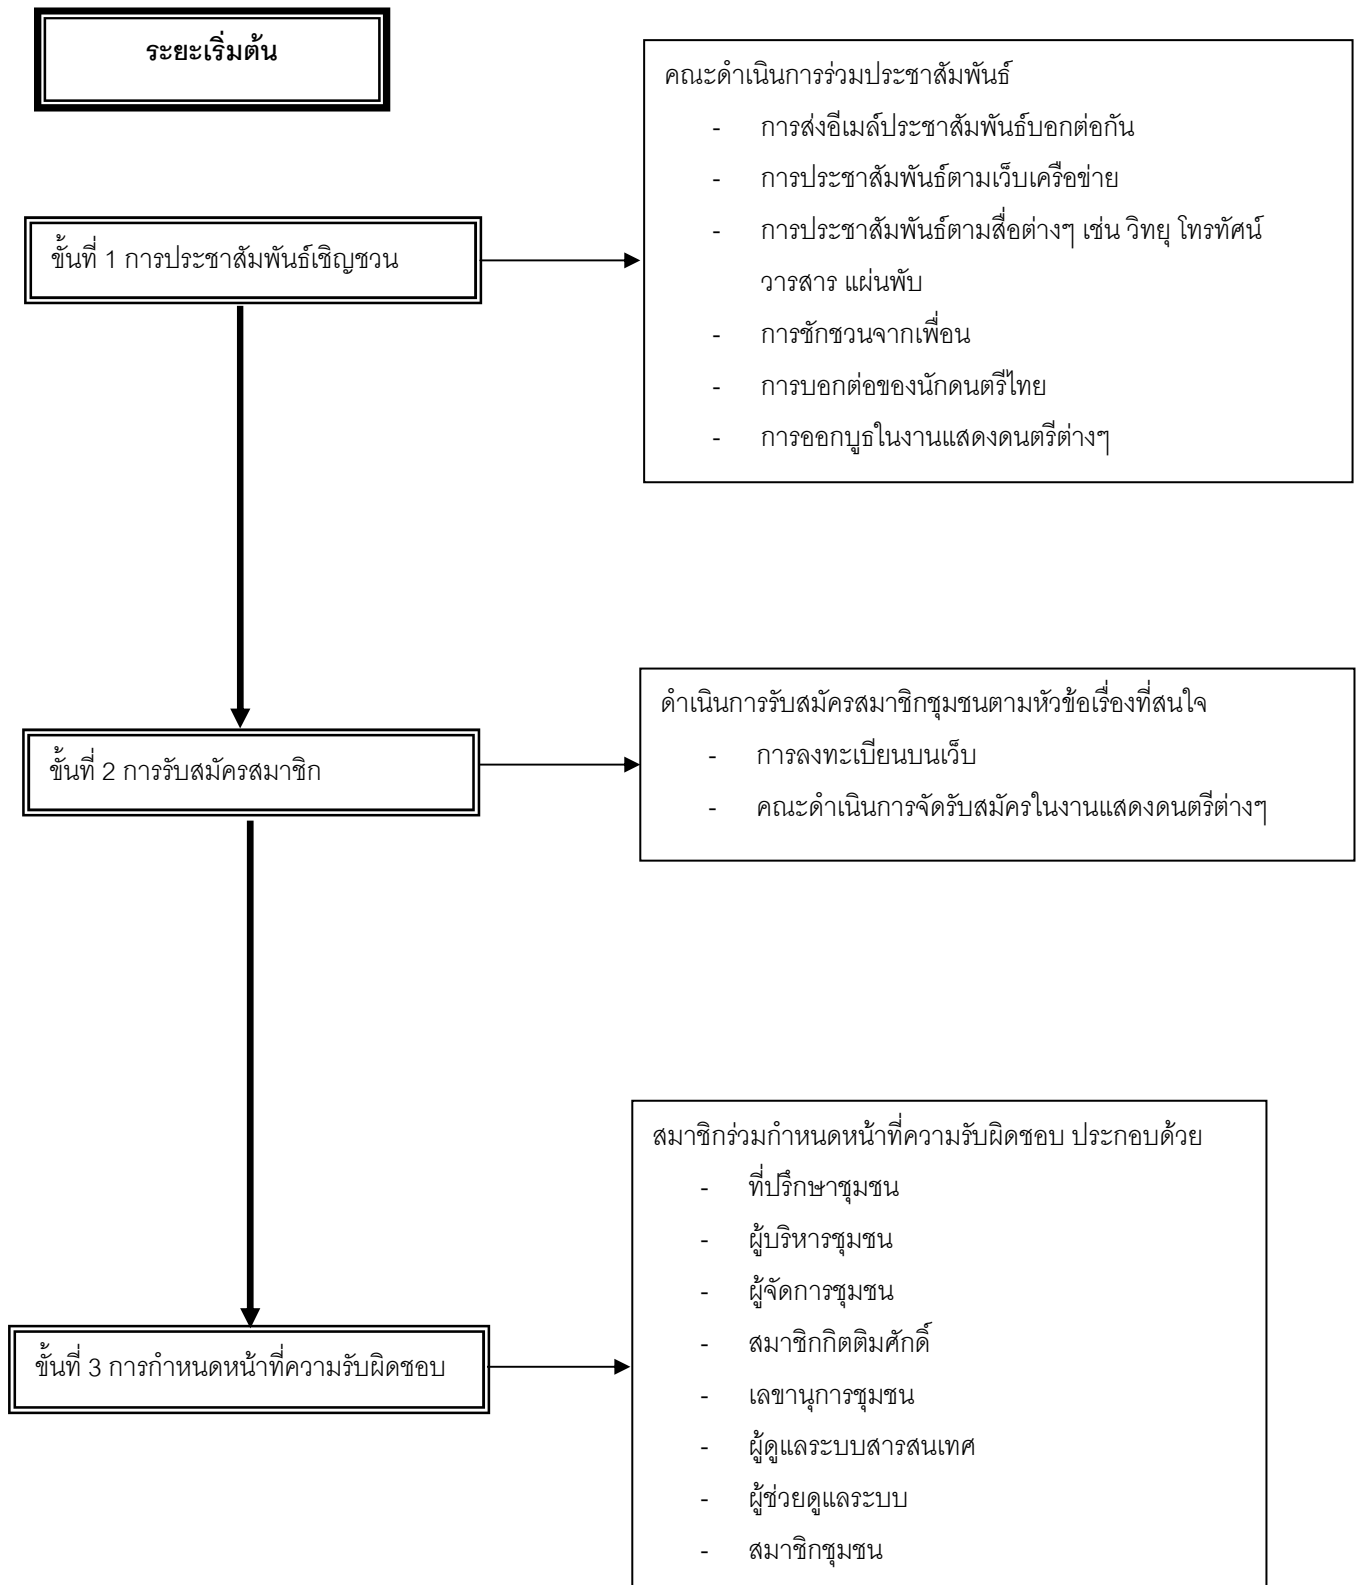 ระยะเริ่มต้น
คณะดำเนินการร่วมประชาสัมพันธ์
- การส่งอีเมล์ประชาสัมพันธ์บอกต่อกัน
- การประชาสัมพันธ์ตามเว็บเครือข่าย
- การประชาสัมพันธ์ตามสื่อต่างๆ เช่น วิทยุ โทรทัศน์
วารสาร แผ่นพับ
- การชักชวนจากเพื่อน
- การบอกต่อของนักดนตรีไทย
- การออกบูธในงานแสดงดนตรีต่างๆ
ขั้นที่ 1 การประชาสัมพันธ์เชิญชวน
ดำเนินการรับสมัครสมาชิกชุมชนตามหัวข้อเรื่องที่สนใจ
- การลงทะเบียนบนเว็บ
- คณะดำเนินการจัดรับสมัครในงานแสดงดนตรีต่างๆ
ขั้นที่ 2 การรับสมัครสมาชิก
สมาชิกร่วมกำหนดหน้าที่ความรับผิดชอบ ประกอบด้วย
- ที่ปรึกษาชุมชน
- ผู้บริหารชุมชน
- ผู้จัดการชุมชน
- สมาชิกกิตติมศักดิ์
- เลขานุการชุมชน
- ผู้ดูแลระบบสารสนเทศ
- ผู้ช่วยดูแลระบบ
- สมาชิกชุมชน
ขั้นที่ 3 การกำหนดหน้าที่ความรับผิดชอบ